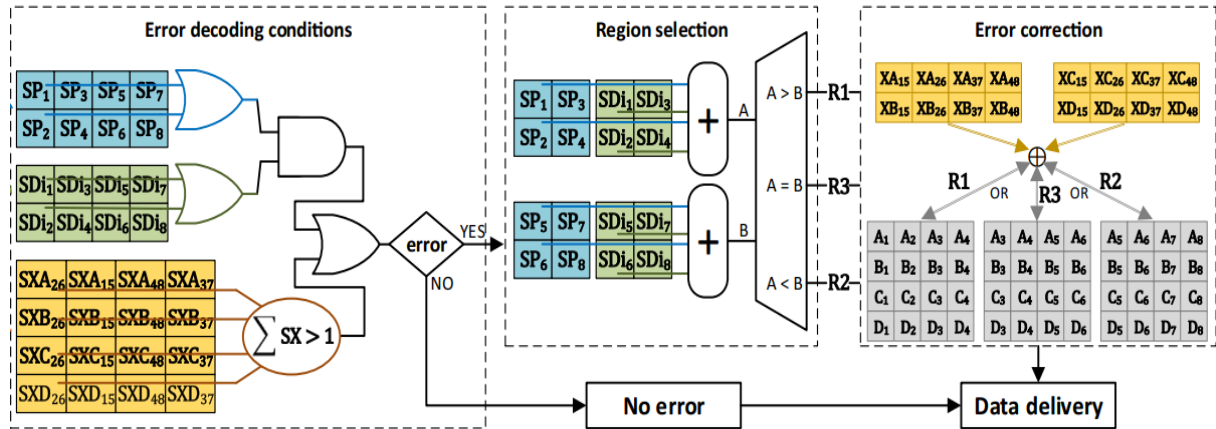 Error decoding conditions
SP₁ SP₃ SP₅ SP₇
SP₂ SP₄ SP₆ SP₈
SDi₁ SDi₃ SDi₅ SDi₇
SDi₂ SDi₄ SDi₆ SDi₈
SXA₂₆ SXA₁₅ SXA₄₈ SXA₃₇
SXB₂₆ SXB₁₅ SXB₄₈ SXB₃₇
SXC₂₆ SXC₁₅ SXC₄₈ SXC₃₇
SXD₂₆ SXD₁₅ SXD₄₈ SXD₃₇
∑ SX > 1
error
YES
NO
Region selection
SP₁ SP₃ SDi₁ SDi₃
SP₂ SP₄ SDi₂ SDi₄
+
A
SP₅ SP₇ SDi₅ SDi₇
SP₆ SP₈ SDi₆ SDi₈
+
B
A > B
A = B
A < B
R1
R3
R2
Error correction
XA₁₅ XA₂₆ XA₃₇ XA₄₈
XB₁₅ XB₂₆ XB₃₇ XB₄₈
XC₁₅ XC₂₆ XC₃₇ XC₄₈
XD₁₅ XD₂₆ XD₃₇ XD₄₈
R1 OR R3 OR R2
A₁ A₂ A₃ A₄
B₁ B₂ B₃ B₄
C₁ C₂ C₃ C₄
D₁ D₂ D₃ D₄
A₃ A₄ A₅ A₆
B₃ B₄ B₅ B₆
C₃ C₄ C₅ C₆
D₃ D₄ D₅ D₆
A₅ A₆ A₇ A₈
B₅ B₆ B₇ B₈
C₅ C₆ C₇ C₈
D₅ D₆ D₇ D₈
No error
Data delivery